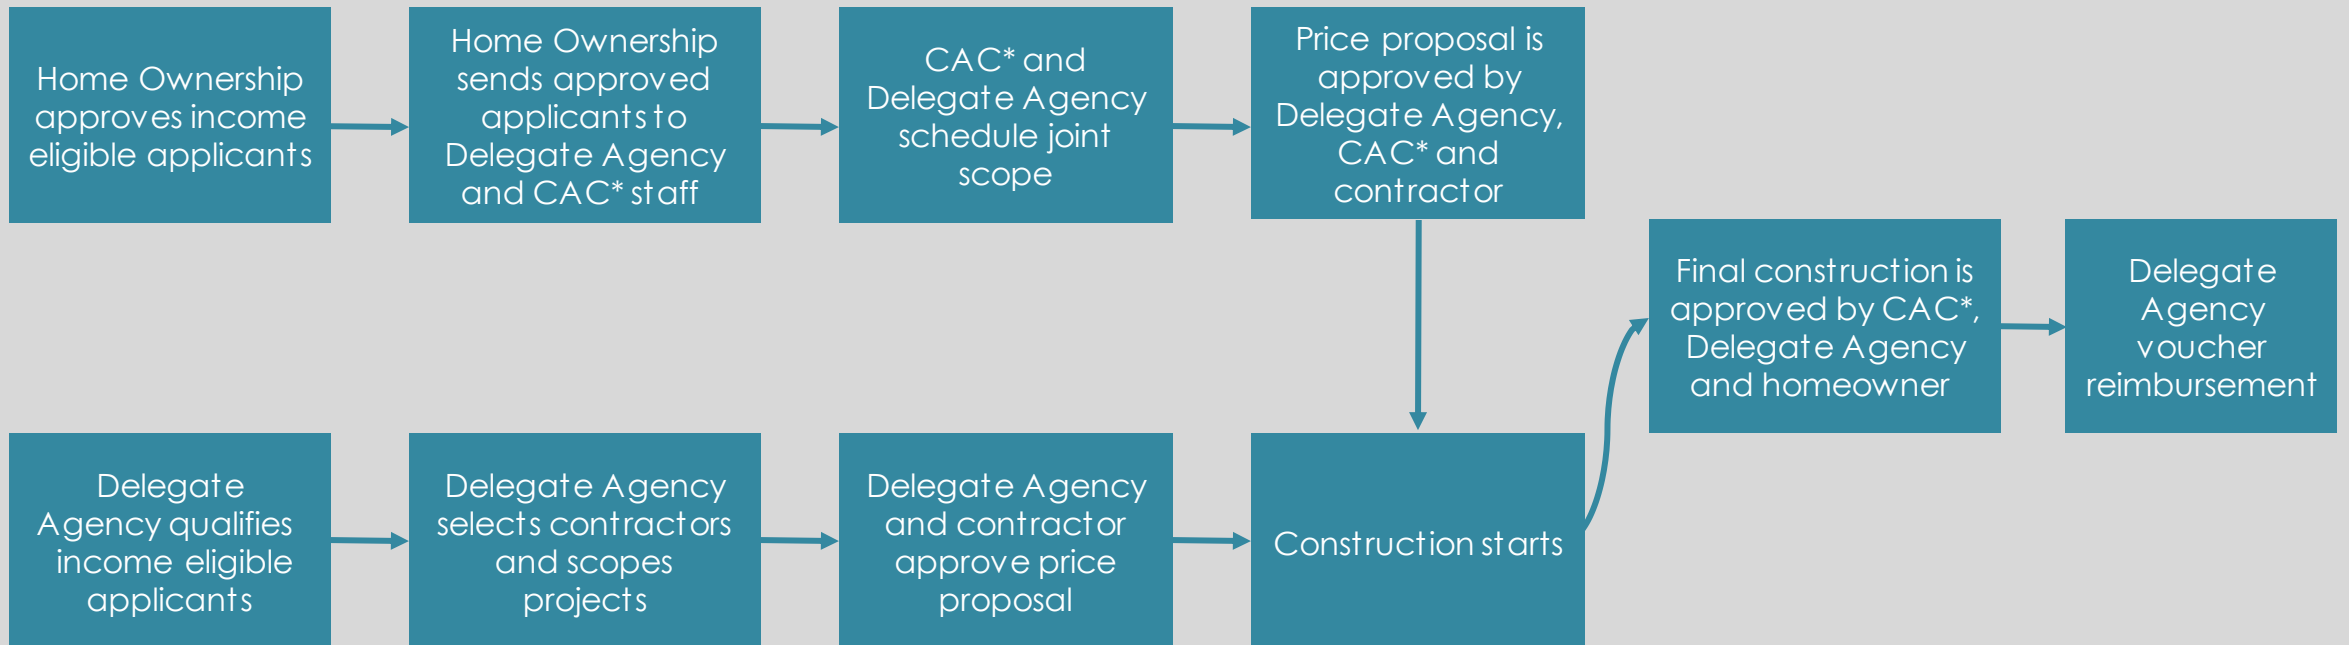 Home Ownership
approves income
eligible applicants
Home Ownership
sends approved
applicants to
Delegate Agency
and CAC* staff
CAC* and
Delegate Agency
schedule joint
scope
Price proposal is
approved by
Delegate Agency,
CAC* and
contractor
Final construction is
approved by CAC*,
Delegate Agency
and homeowner
Delegate
Agency
voucher
reimbursement
Delegate
Agency qualifies
income eligible
applicants
Delegate Agency
selects contractors
and scopes
projects
Delegate Agency
and contractor
approve price
proposal
Construction starts